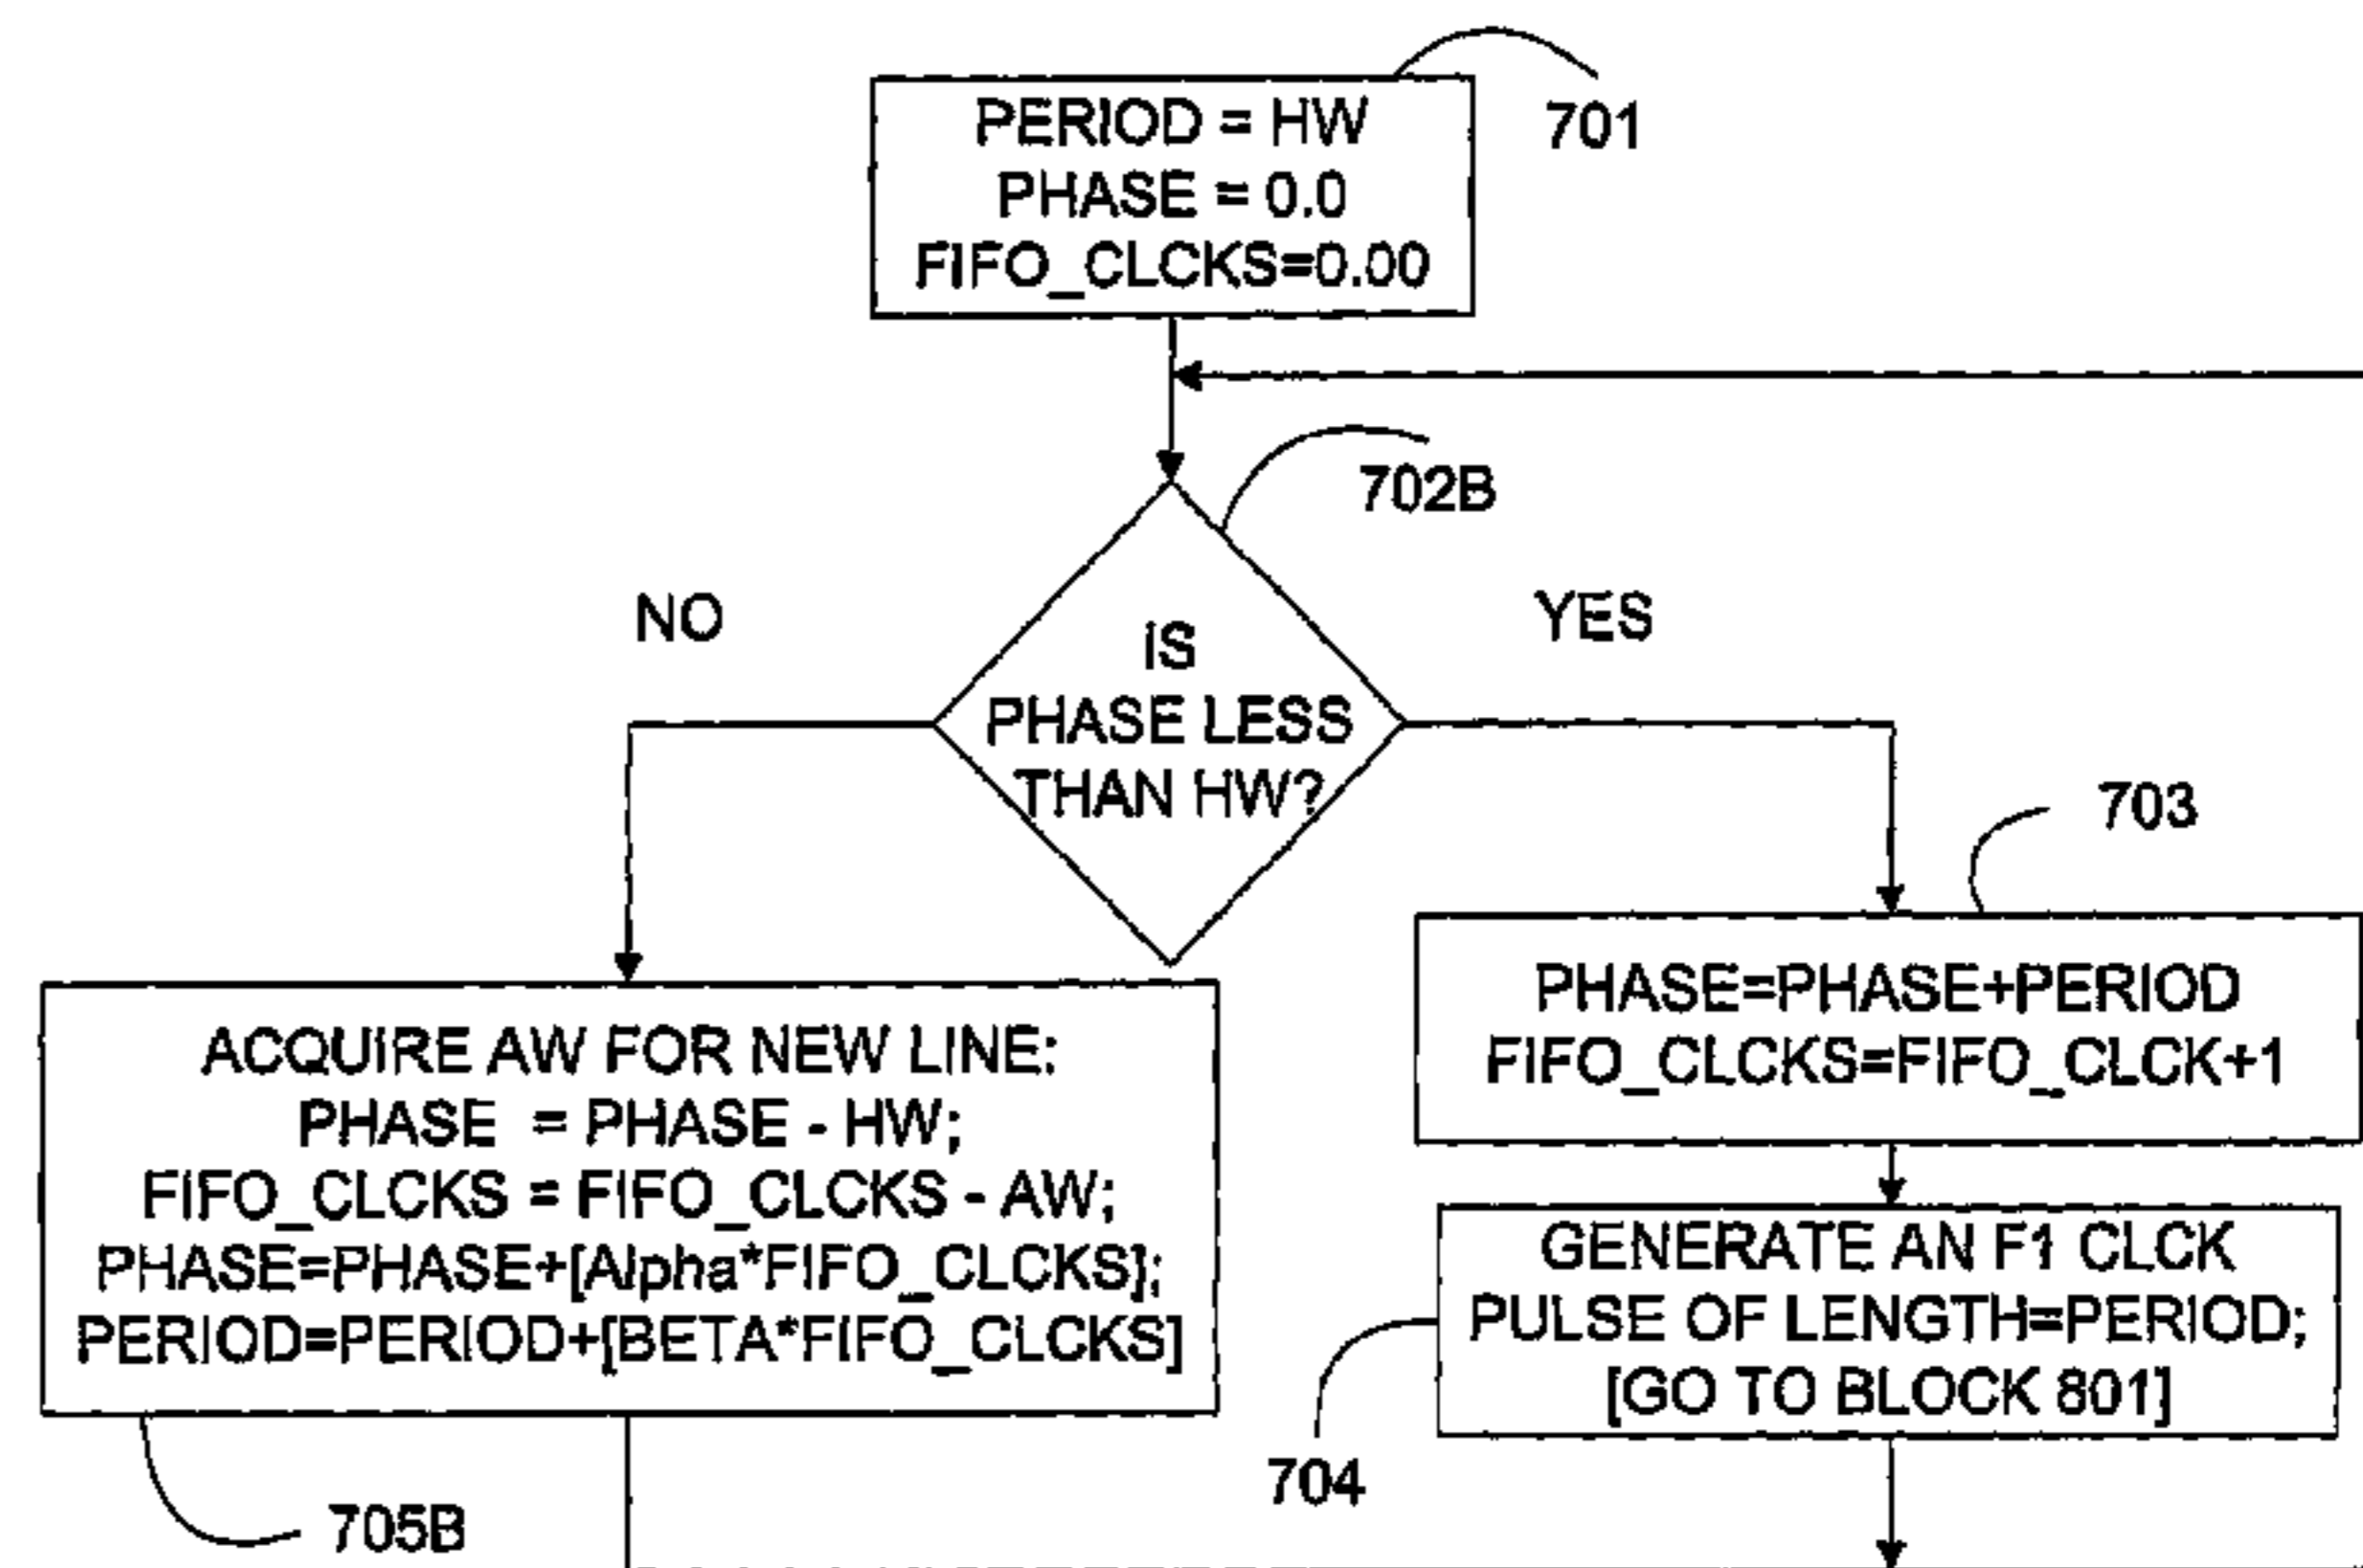 PERIOD = HW
PHASE = 0.0
FIFO_CLCKS=0.00
701
702B
NO
YES
IS
PHASE LESS
THAN HW?
703
PHASE=PHASE+PERIOD
FIFO_CLCKS=FIFO_CLCK+1
ACQUIRE AW FOR NEW LINE:
PHASE = PHASE - HW;
FIFO_CLCKS = FIFO_CLCKS - AW;
PHASE=PHASE+[Alpha*FIFO_CLCKS];
PERIOD=PERIOD+[BETA*FIFO_CLCKS]
GENERATE AN F1 CLCK
PULSE OF LENGTH=PERIOD;
[GO TO BLOCK 801]
704
705B